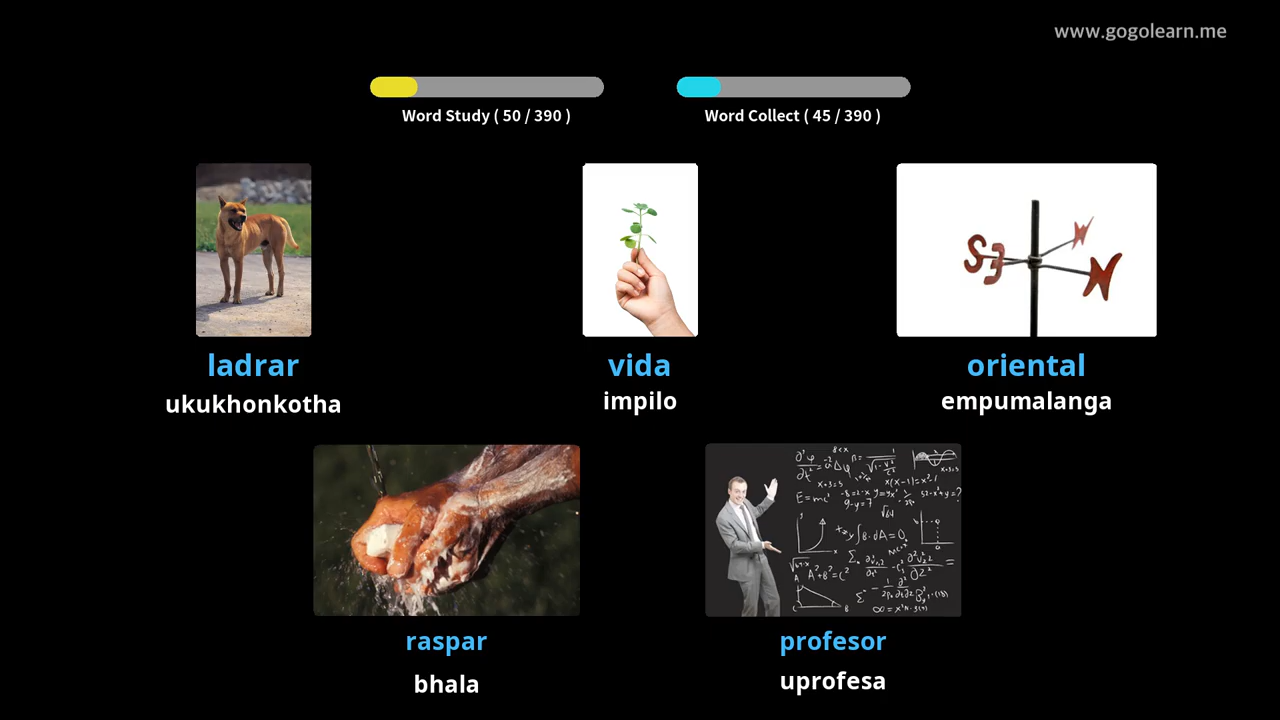 www.gogolearn.me
Word Study ( 50 / 390 )
Word Collect ( 45 / 390 )
ladrar
vida
oriental
ukukhonkotha
impilo
empumalanga
raspar
profesor
bhala
uprofesa